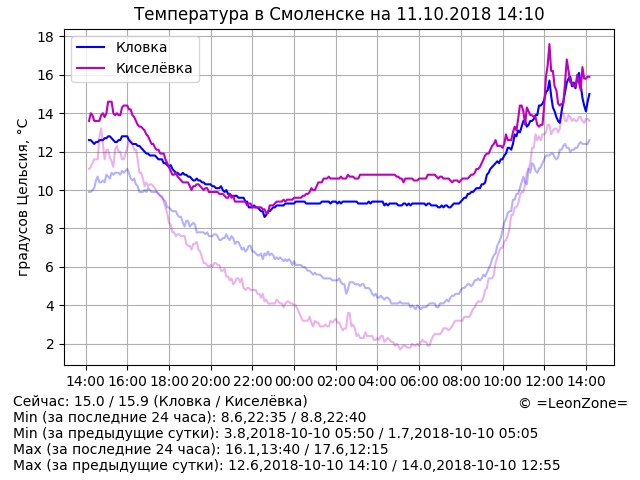 Температура в Смоленске на 11.10.2018 14:10
Кловка
Киселёвка
градусов Цельсия, °C
18
16
14
12
10
8
6
4
2
14:00 16:00 18:00 20:00 22:00 00:00 02:00 04:00 06:00 08:00 10:00 12:00 14:00
Сейчас: 15.0 / 15.9 (Кловка / Киселёвка)
© =LeonZone=
Min (за последние 24 часа): 8.6,22:35 / 8.8,22:40
Min (за предыдущие сутки): 3.8,2018-10-10 05:50 / 1.7,2018-10-10 05:05
Max (за последние 24 часа): 16.1,13:40 / 17.6,12:15
Max (за предыдущие сутки): 12.6,2018-10-10 14:10 / 14.0,2018-10-10 12:55